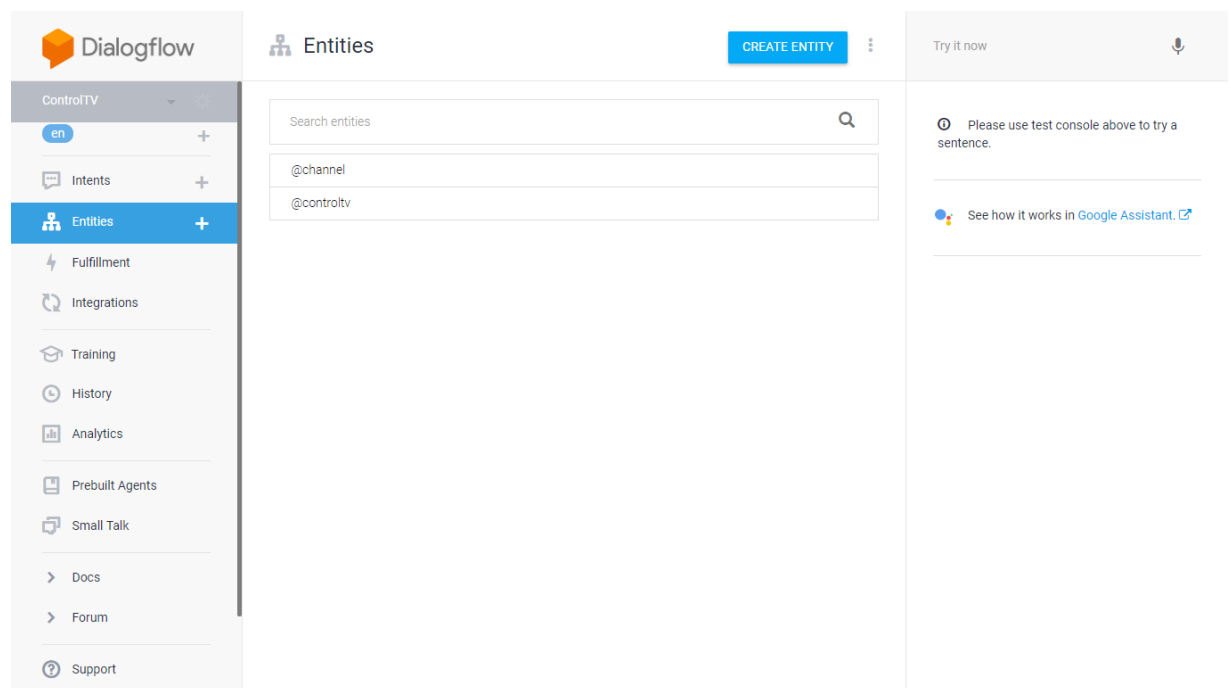 Dialogflow
ControlTV
en
Intents
Entities
Fulfillment
Integrations
Training
History
Analytics
Prebuilt Agents
Small Talk
Docs
Forum
Support
Entities
CREATE ENTITY
Search entities
@channel
@controltv
Try it now
Please use test console above to try a
sentence.
See how it works in Google Assistant.